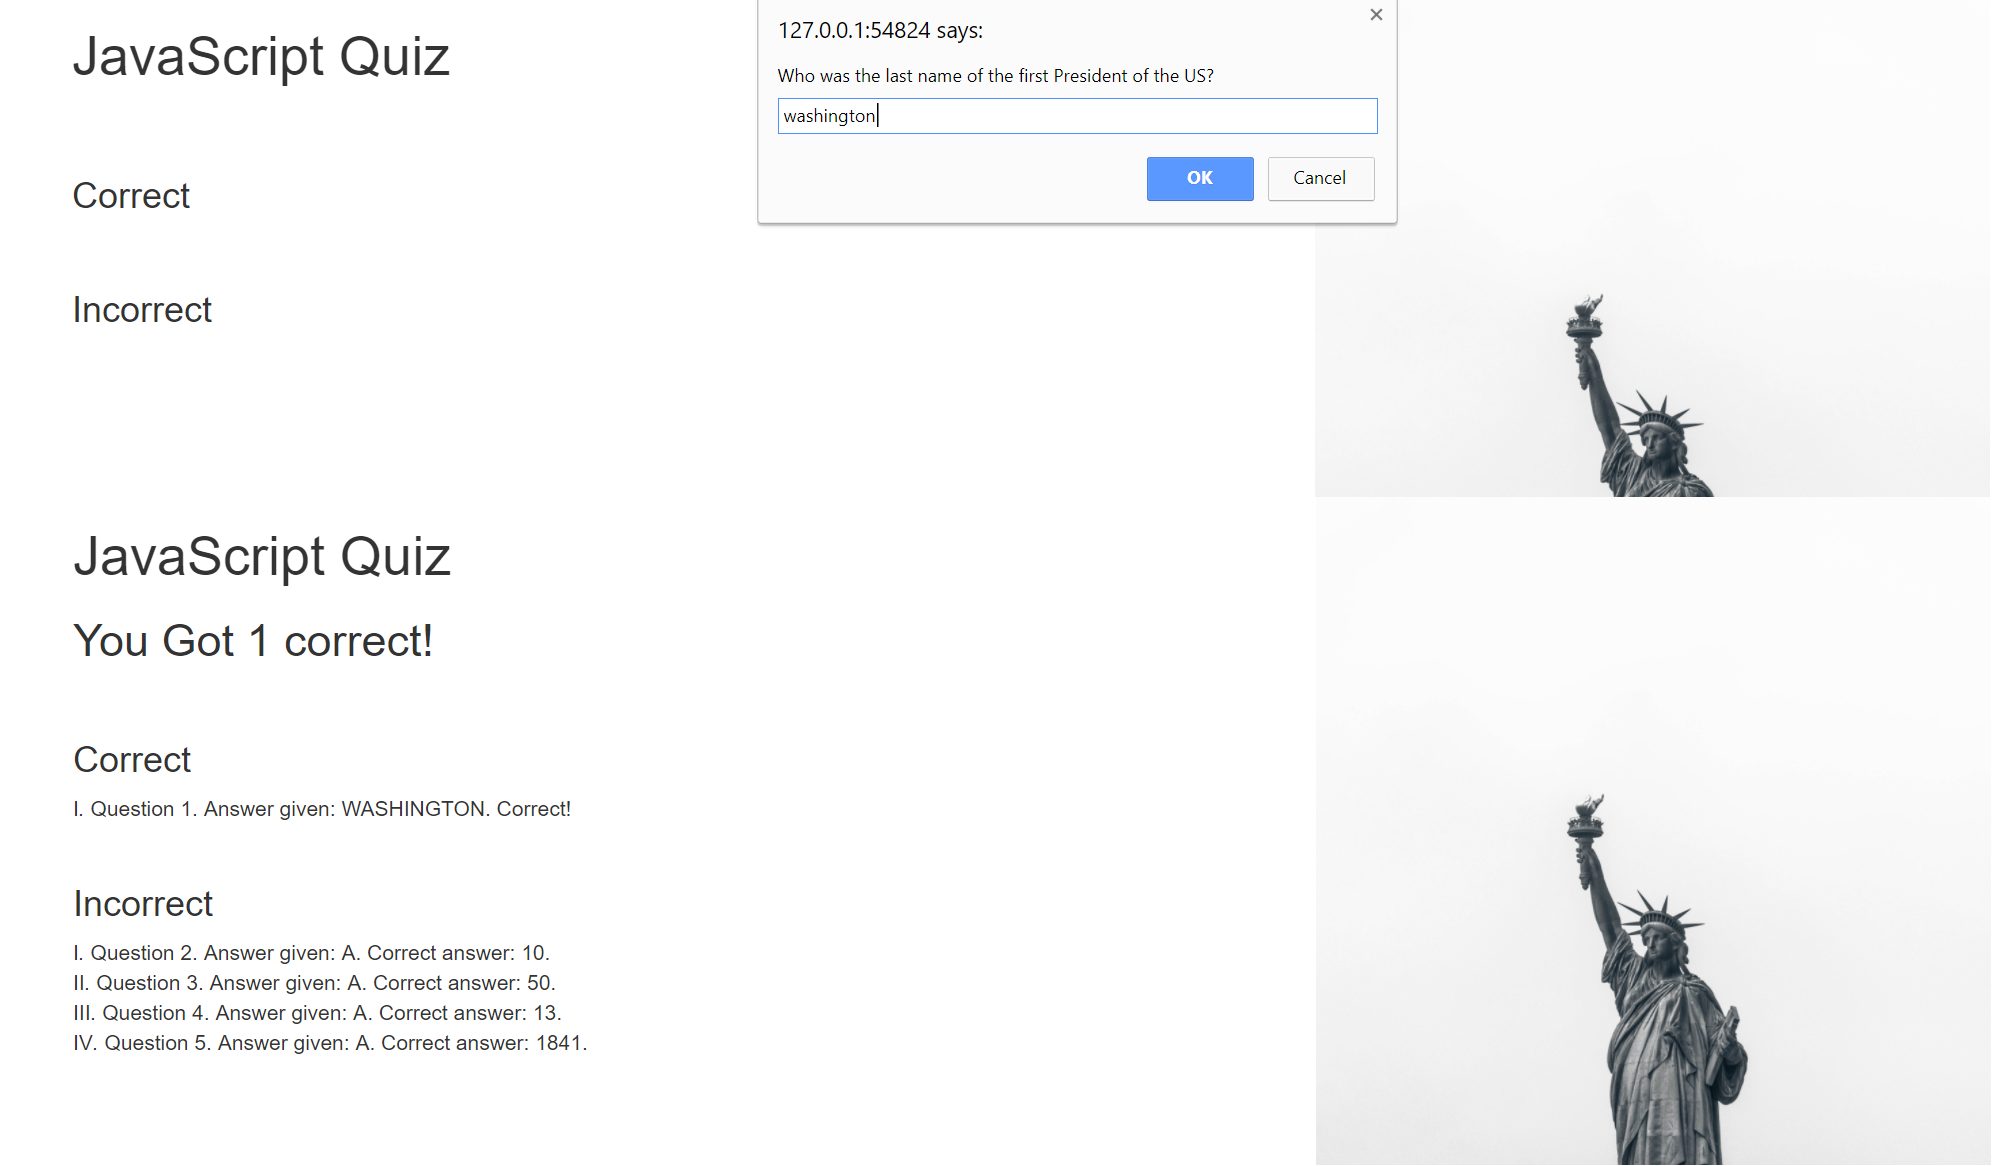 JavaScript Quiz
127.0.0.1:54824 says:
Who was the last name of the first President of the US?
washington
OK
Cancel
Correct
Incorrect
JavaScript Quiz
You Got 1 correct!
Correct
I. Question 1. Answer given: WASHINGTON. Correct!
Incorrect
I. Question 2. Answer given: A. Correct answer: 10.
II. Question 3. Answer given: A. Correct answer: 50.
III. Question 4. Answer given: A. Correct answer: 13.
IV. Question 5. Answer given: A. Correct answer: 1841.